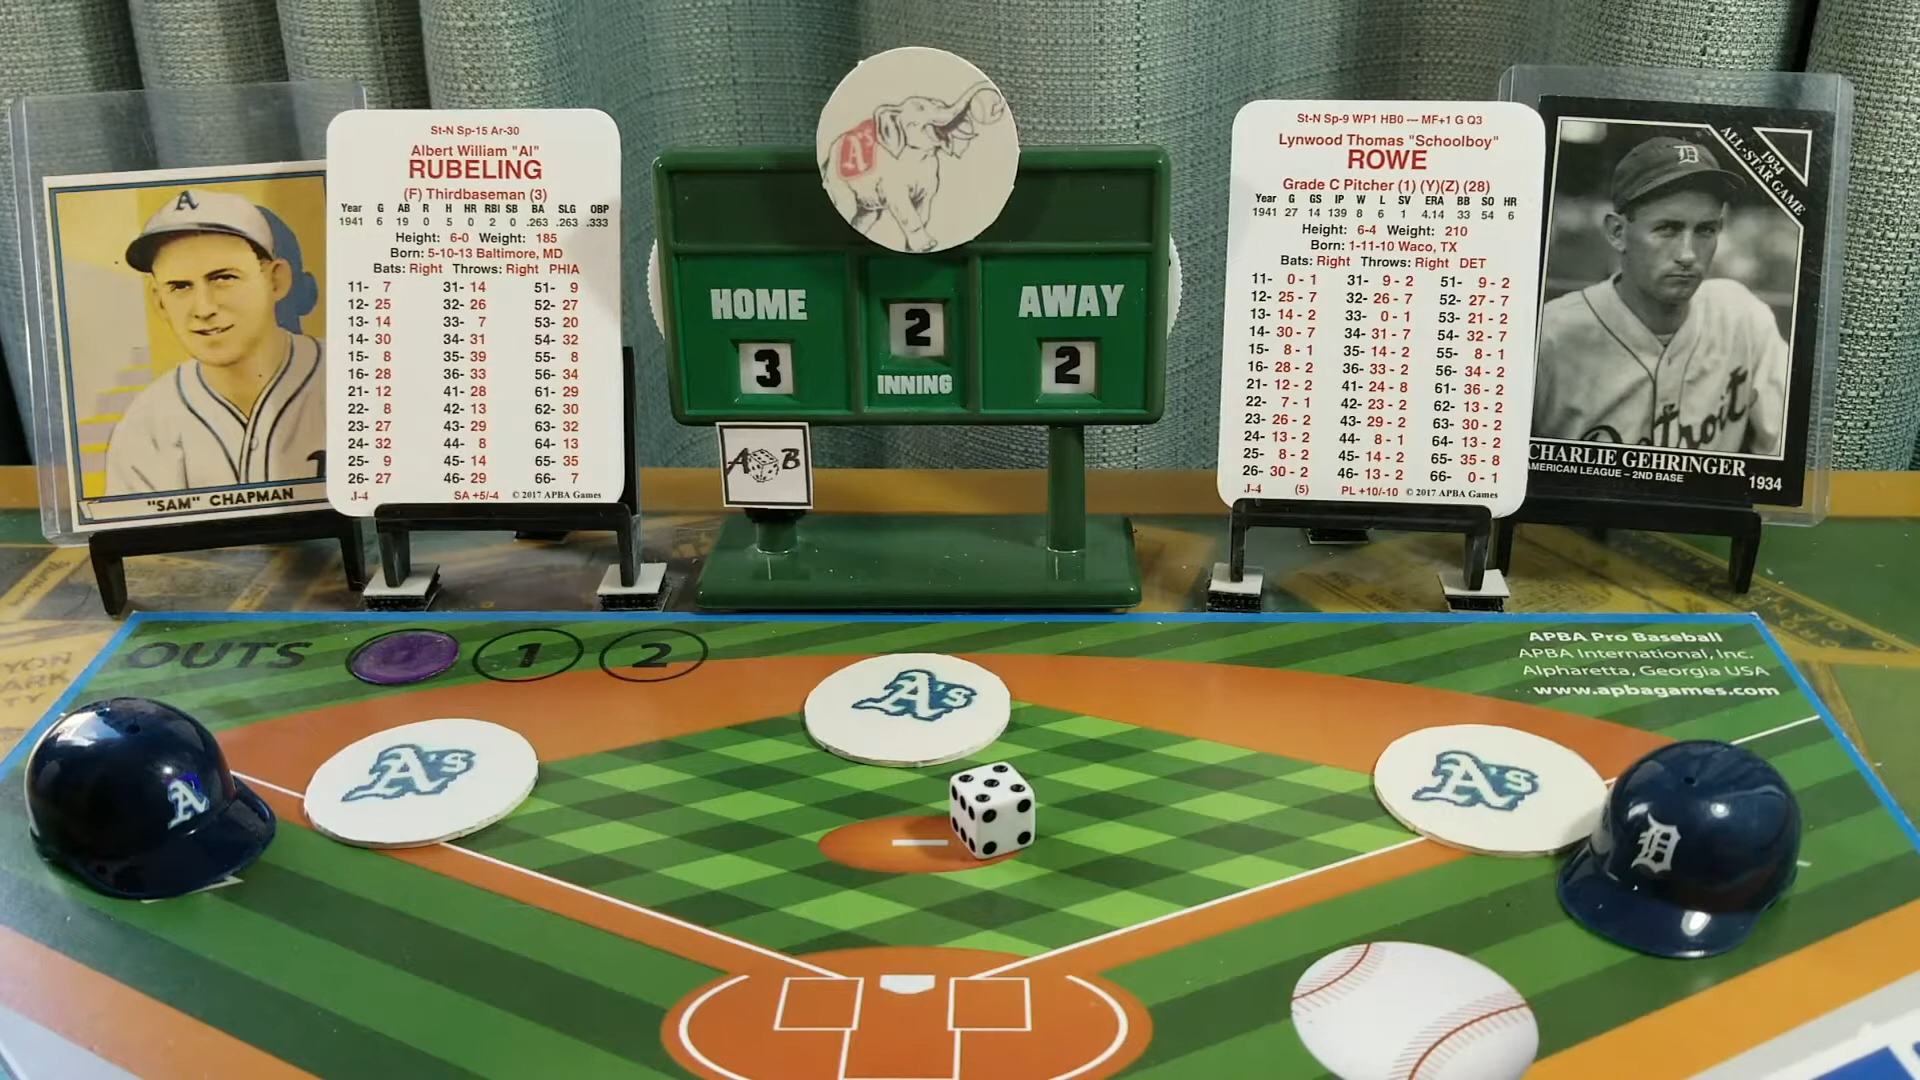 "SAM" CHAPMAN
St-N Sp-15 Ar-30
Albert William "Al"
RUBELING
(F) Thirdbaseman (3)
Year G AB R H HR RBI SB BA SLG OBP
1941 6 19 0 5 0 2 0 .263 .263 .333
Height: 6-0 Weight: 185
Born: 5-10-13 Baltimore, MD
Bats: Right Throws: Right PHIA
11- 7 31- 14 51- 9
12- 25 32- 26 52- 27
13- 14 33- 7 53- 20
14- 30 34- 31 54- 32
15- 8 35- 39 55- 8
16- 28 36- 33 56- 34
21- 12 41- 28 61- 29
22- 8 42- 13 62- 30
23- 27 43- 29 63- 32
24- 32 44- 8 64- 13
25- 9 45- 14 65- 35
26- 27 46- 29 66- 7
J-4 SA +5/-4 © 2017 APBA Games
A's
HOME
3
2
INNING
AWAY
2
A B
St-N Sp-9 WP1 HB0 --- MF+1 G Q3
Lynwood Thomas "Schoolboy"
ROWE
Grade C Pitcher (1) (Y)(Z) (28)
Year G GS IP W L SV ERA BB SO HR
1941 27 14 139 8 6 1 4.14 33 54 6
Height: 6-4 Weight: 210
Born: 1-11-10 Waco, TX
Bats: Right Throws: Right DET
11- 0 - 1 31- 9 - 2 51- 9 - 2
12- 25 - 7 32- 26 - 7 52- 27 - 7
13- 14 - 2 33- 0 - 1 53- 21 - 2
14- 30 - 7 34- 31 - 7 54- 32 - 7
15- 8 - 1 35- 14 - 2 55- 8 - 1
16- 28 - 2 36- 33 - 2 56- 34 - 2
21- 12 - 2 41- 24 - 8 61- 36 - 2
22- 7 - 1 42- 23 - 2 62- 13 - 2
23- 26 - 2 43- 29 - 2 63- 30 - 2
24- 13 - 2 44- 8 - 1 64- 13 - 2
25- 8 - 2 45- 14 - 2 65- 35 - 8
26- 30 - 2 46- 13 - 2 66- 0 - 1
J-4 (5) PL +10/-10 © 2017 APBA Games
1934
ALL-STAR GAME
D
Detroit
CHARLIE GEHRINGER
AMERICAN LEAGUE – 2ND BASE
1934
OUTS 1 2
APBA Pro Baseball
APBA International, Inc.
Alpharetta, Georgia USA
www.apbagames.com
A's
A's
A's
A
D